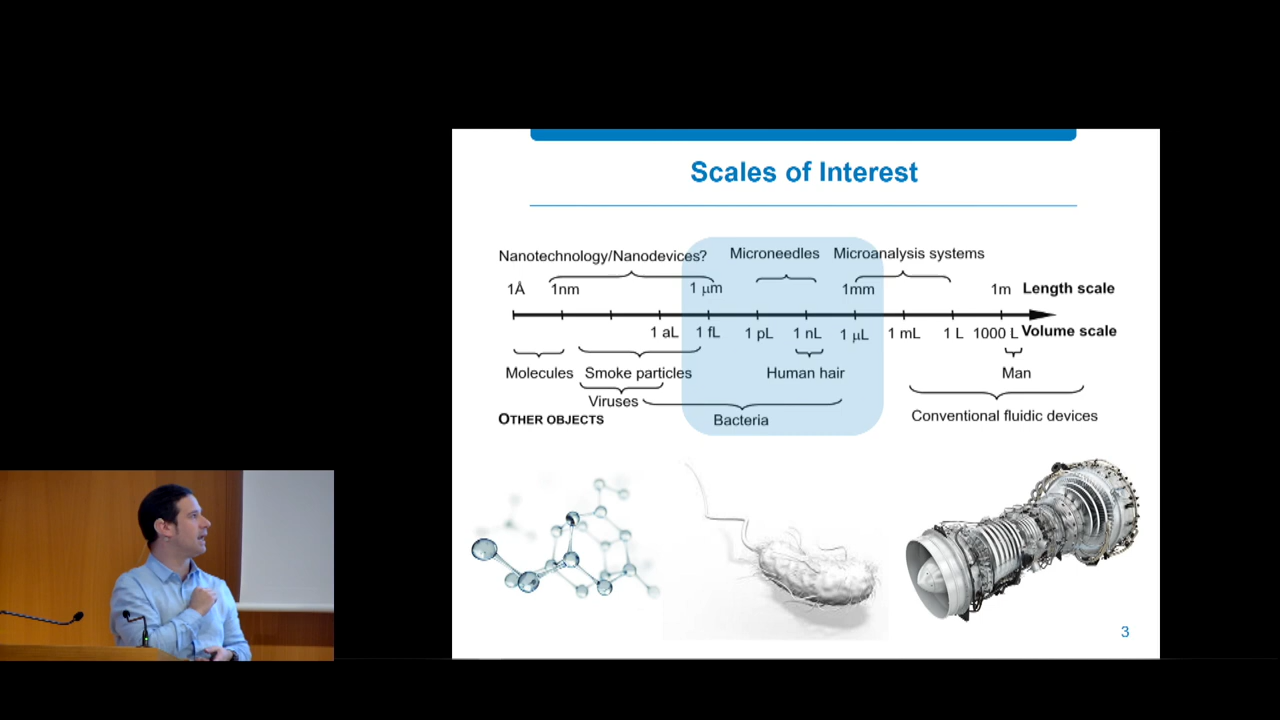 Scales of Interest
Nanotechnology/Nanodevices? Microneedles Microanalysis systems
1Å 1nm 1 μm 1mm 1m Length scale
1 aL 1 fL 1 pL 1 nL 1 μL 1 mL 1 L 1000 L Volume scale
Molecules Smoke particles Human hair Man
Viruses
OTHER OBJECTS Bacteria Conventional fluidic devices
3